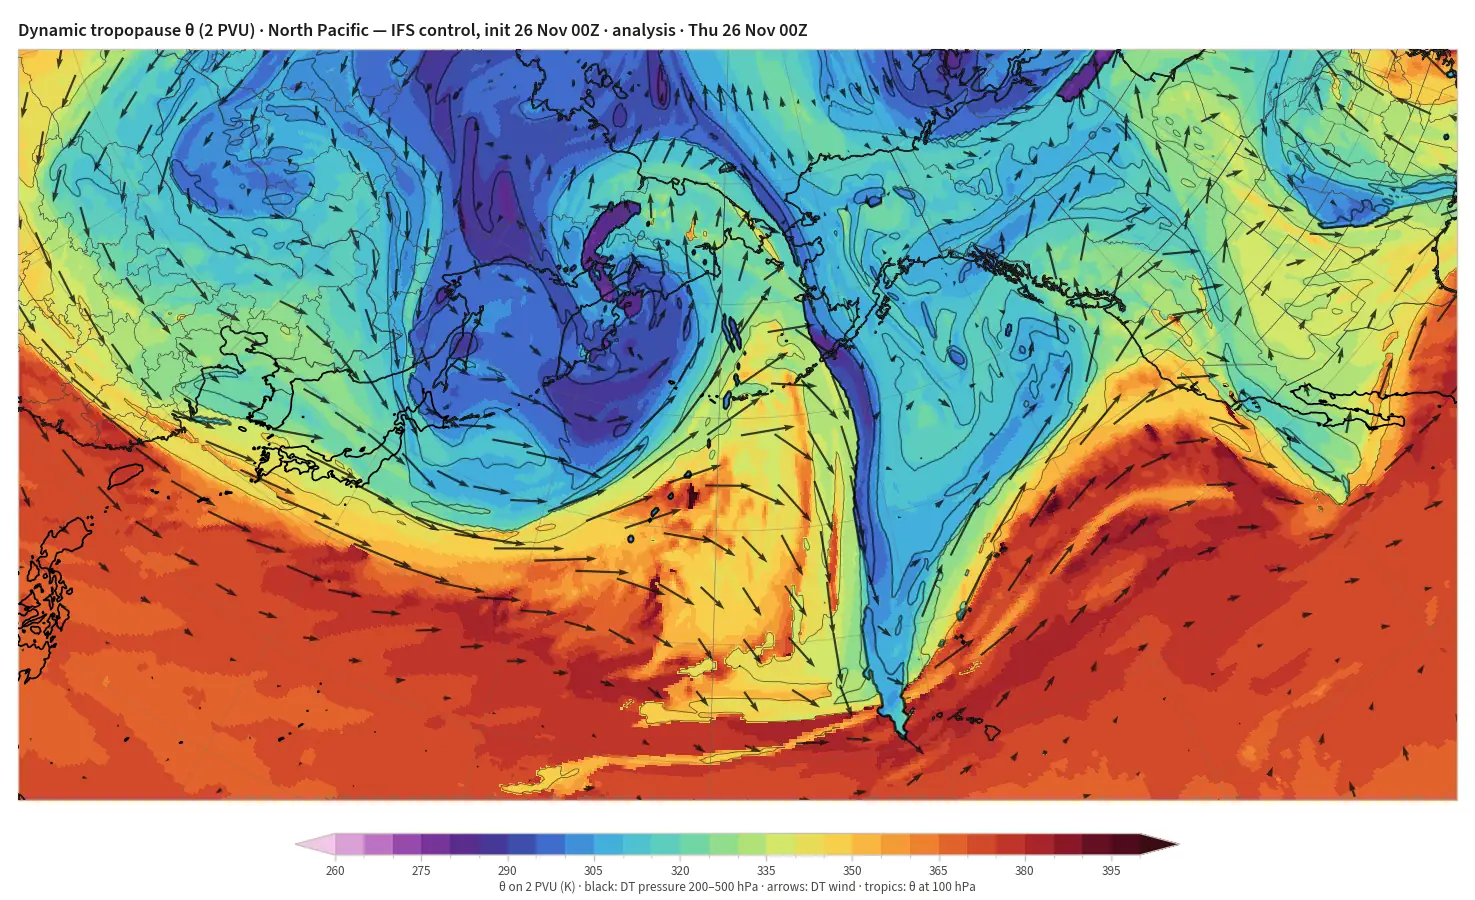 Dynamic tropopause θ (2 PVU) · North Pacific — IFS control, init 26 Nov 00Z · analysis · Thu 26 Nov 00Z
260 275 290 305 320 335 350 365 380 395
θ on 2 PVU (K) · black: DT pressure 200–500 hPa · arrows: DT wind · tropics: θ at 100 hPa